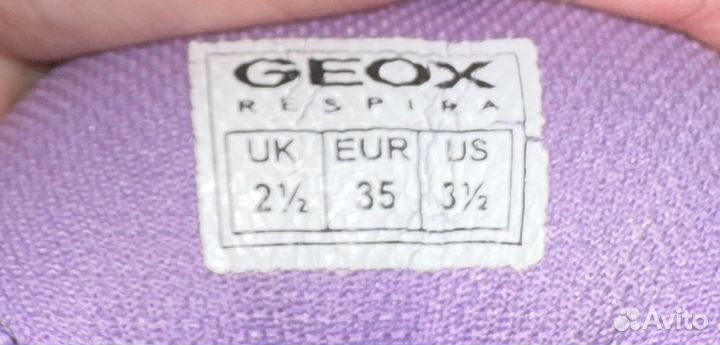 GEOX
RESPIRA
UK EUR US
2½ 35 3½
Avito